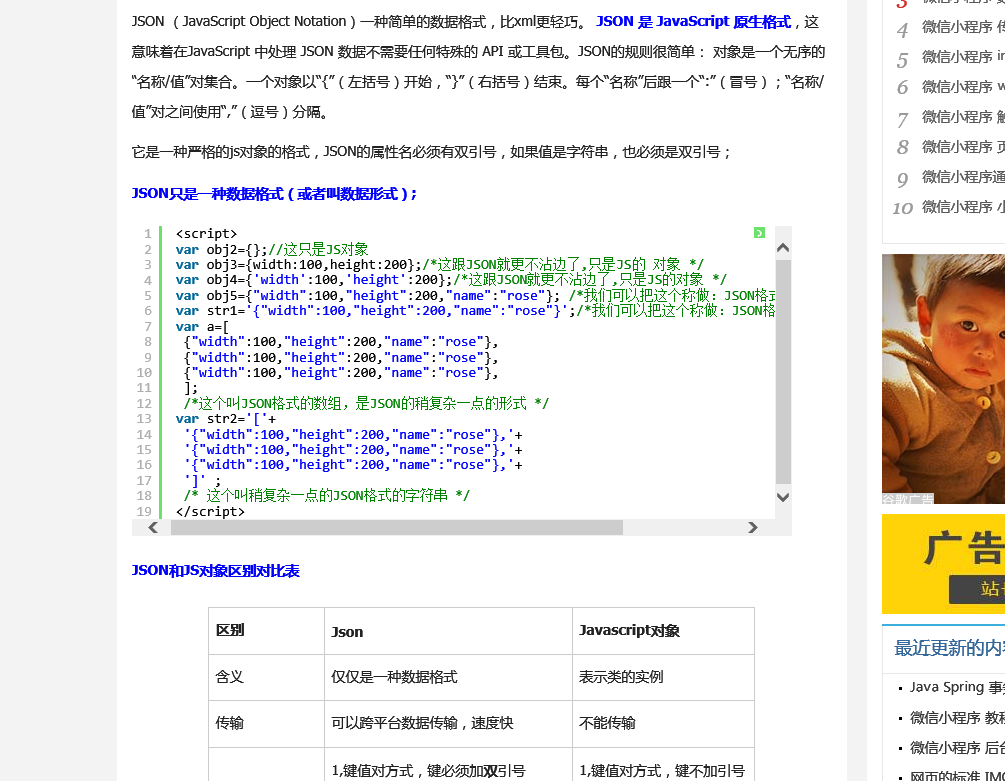 JSON （ JavaScript Object Notation ）一种简单的数据格式，比xml更轻巧。 JSON 是 JavaScript 原生格式，这
意味着在JavaScript 中处理 JSON 数据不需要任何特殊的 API 或工具包。JSON的规则很简单： 对象是一个无序的
“名称/值”对集合。一个对象以“{”（ 左括号 ）开始，“}”（ 右括号 ）结束。每个“名称”后跟一个“:”（ 冒号 ）；“名称/
值”对之间使用“,”（ 逗号 ）分隔。
它是一种严格的js对象的格式，JSON的属性名必须有双引号，如果值是字符串，也必须是双引号；
JSON只是一种数据格式（ 或者叫数据形式 ）；
1 <script>
2 var obj2={};//这只是JS对象
3 var obj3={width:100,height:200};/*这跟JSON就更不沾边了,只是JS的 对象 */
4 var obj4={'width':100,'height':200};/*这跟JSON就更不沾边了,只是JS的对象 */
5 var obj5={"width":100,"height":200,"name":"rose"}; /*我们可以把这个称做：JSON格式
6 var str1='{"width":100,"height":200,"name":"rose"}';/*我们可以把这个称做：JSON格
7 var a=[
8 {"width":100,"height":200,"name":"rose"},
9 {"width":100,"height":200,"name":"rose"},
10 {"width":100,"height":200,"name":"rose"},
11 ];
12 /*这个叫JSON格式的数组，是JSON的稍复杂一点的形式 */
13 var str2='['+
14 '{"width":100,"height":200,"name":"rose"},'+
15 '{"width":100,"height":200,"name":"rose"},'+
16 '{"width":100,"height":200,"name":"rose"},'+
17 ']' ;
18 /* 这个叫稍复杂一点的JSON格式的字符串 */
19 </script>
JSON和JS对象区别对比表
区别 Json Javascript对象
含义 仅仅是一种数据格式 表示类的实例
传输 可以跨平台数据传输，速度快 不能传输
1,键值对方式，键必须加双引号 1,键值对方式，键不加引号
3 微信小程序
4 微信小程序 传
5 微信小程序 in
6 微信小程序 w
7 微信小程序 触
8 微信小程序 页
9 微信小程序通
10 微信小程序 小
谷歌广告
广告
站
最近更新的内容
Java Spring 事务
微信小程序 教程
微信小程序 后台
网页的标准 IMG